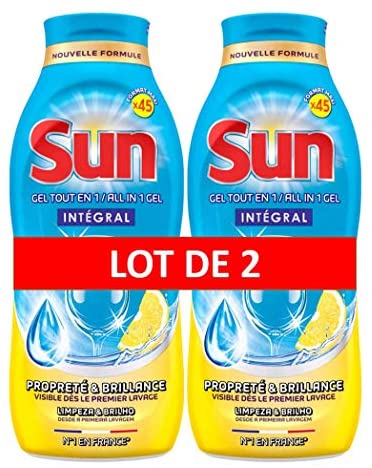 NOUVELLE FORMULE
FORMAT MAXI
x45
Sun
GEL TOUT EN 1 / ALL IN 1 GEL
INTÉGRAL
NOUVELLE FORMULE
FORMAT MAXI
x45
Sun
GEL TOUT EN 1 / ALL IN 1 GEL
INTÉGRAL
LOT DE 2
PROPRETÉ & BRILLANCE
VISIBLE DÈS LE PREMIER LAVAGE
LIMPEZA & BRILHO
DESDE A PRIMEIRA LAVAGEM
N°1 EN FRANCE*
PROPRETÉ & BRILLANCE
VISIBLE DÈS LE PREMIER LAVAGE
LIMPEZA & BRILHO
DESDE A PRIMEIRA LAVAGEM
N°1 EN FRANCE*